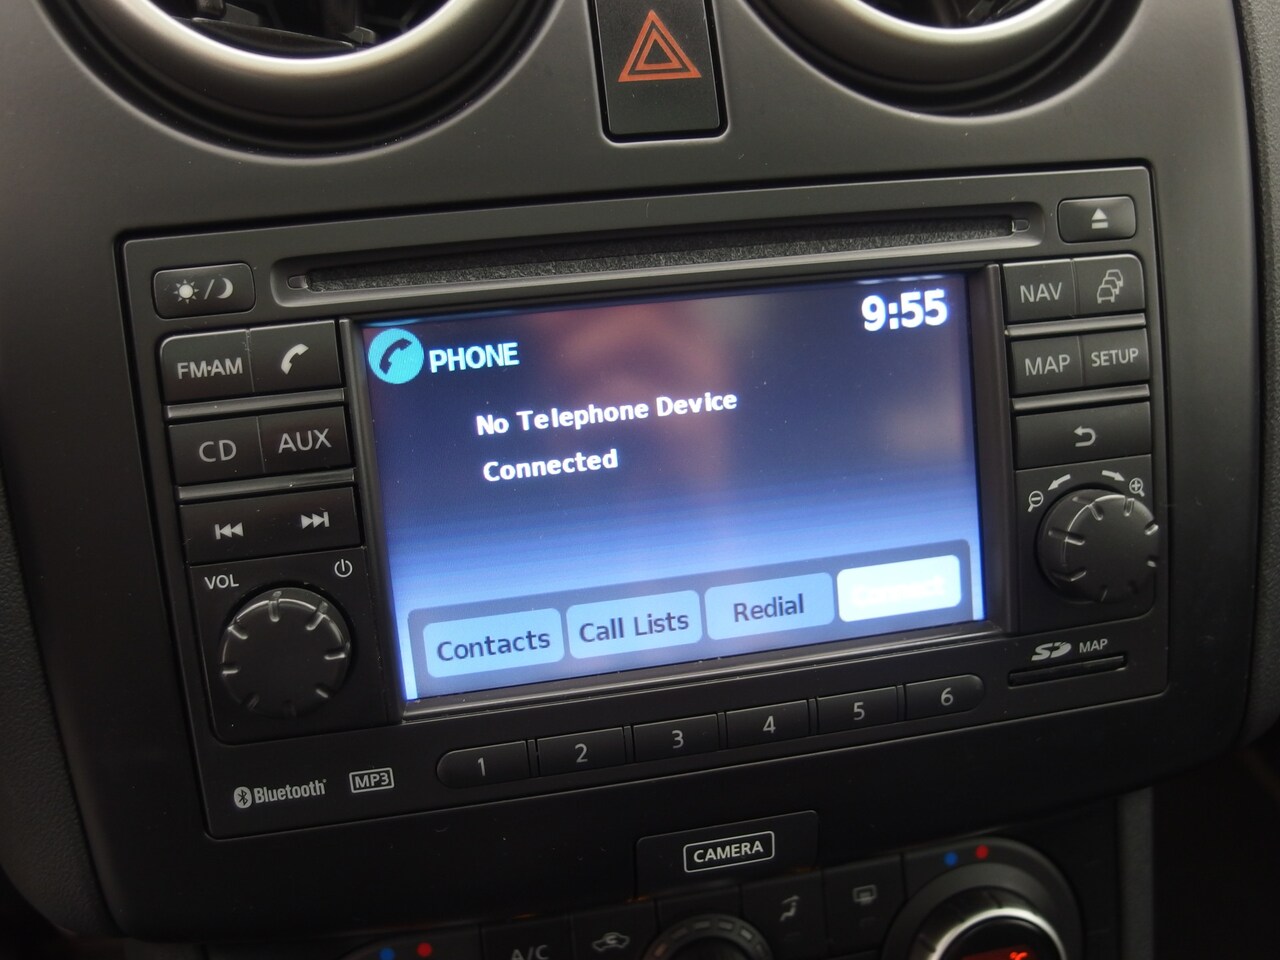 9:55
PHONE
No Telephone Device
Connected
Contacts
Call Lists
Redial
FM·AM
CD
AUX
VOL
NAV
MAP
SETUP
SD MAP
1
2
3
4
5
6
Bluetooth
MP3
CAMERA
A/C